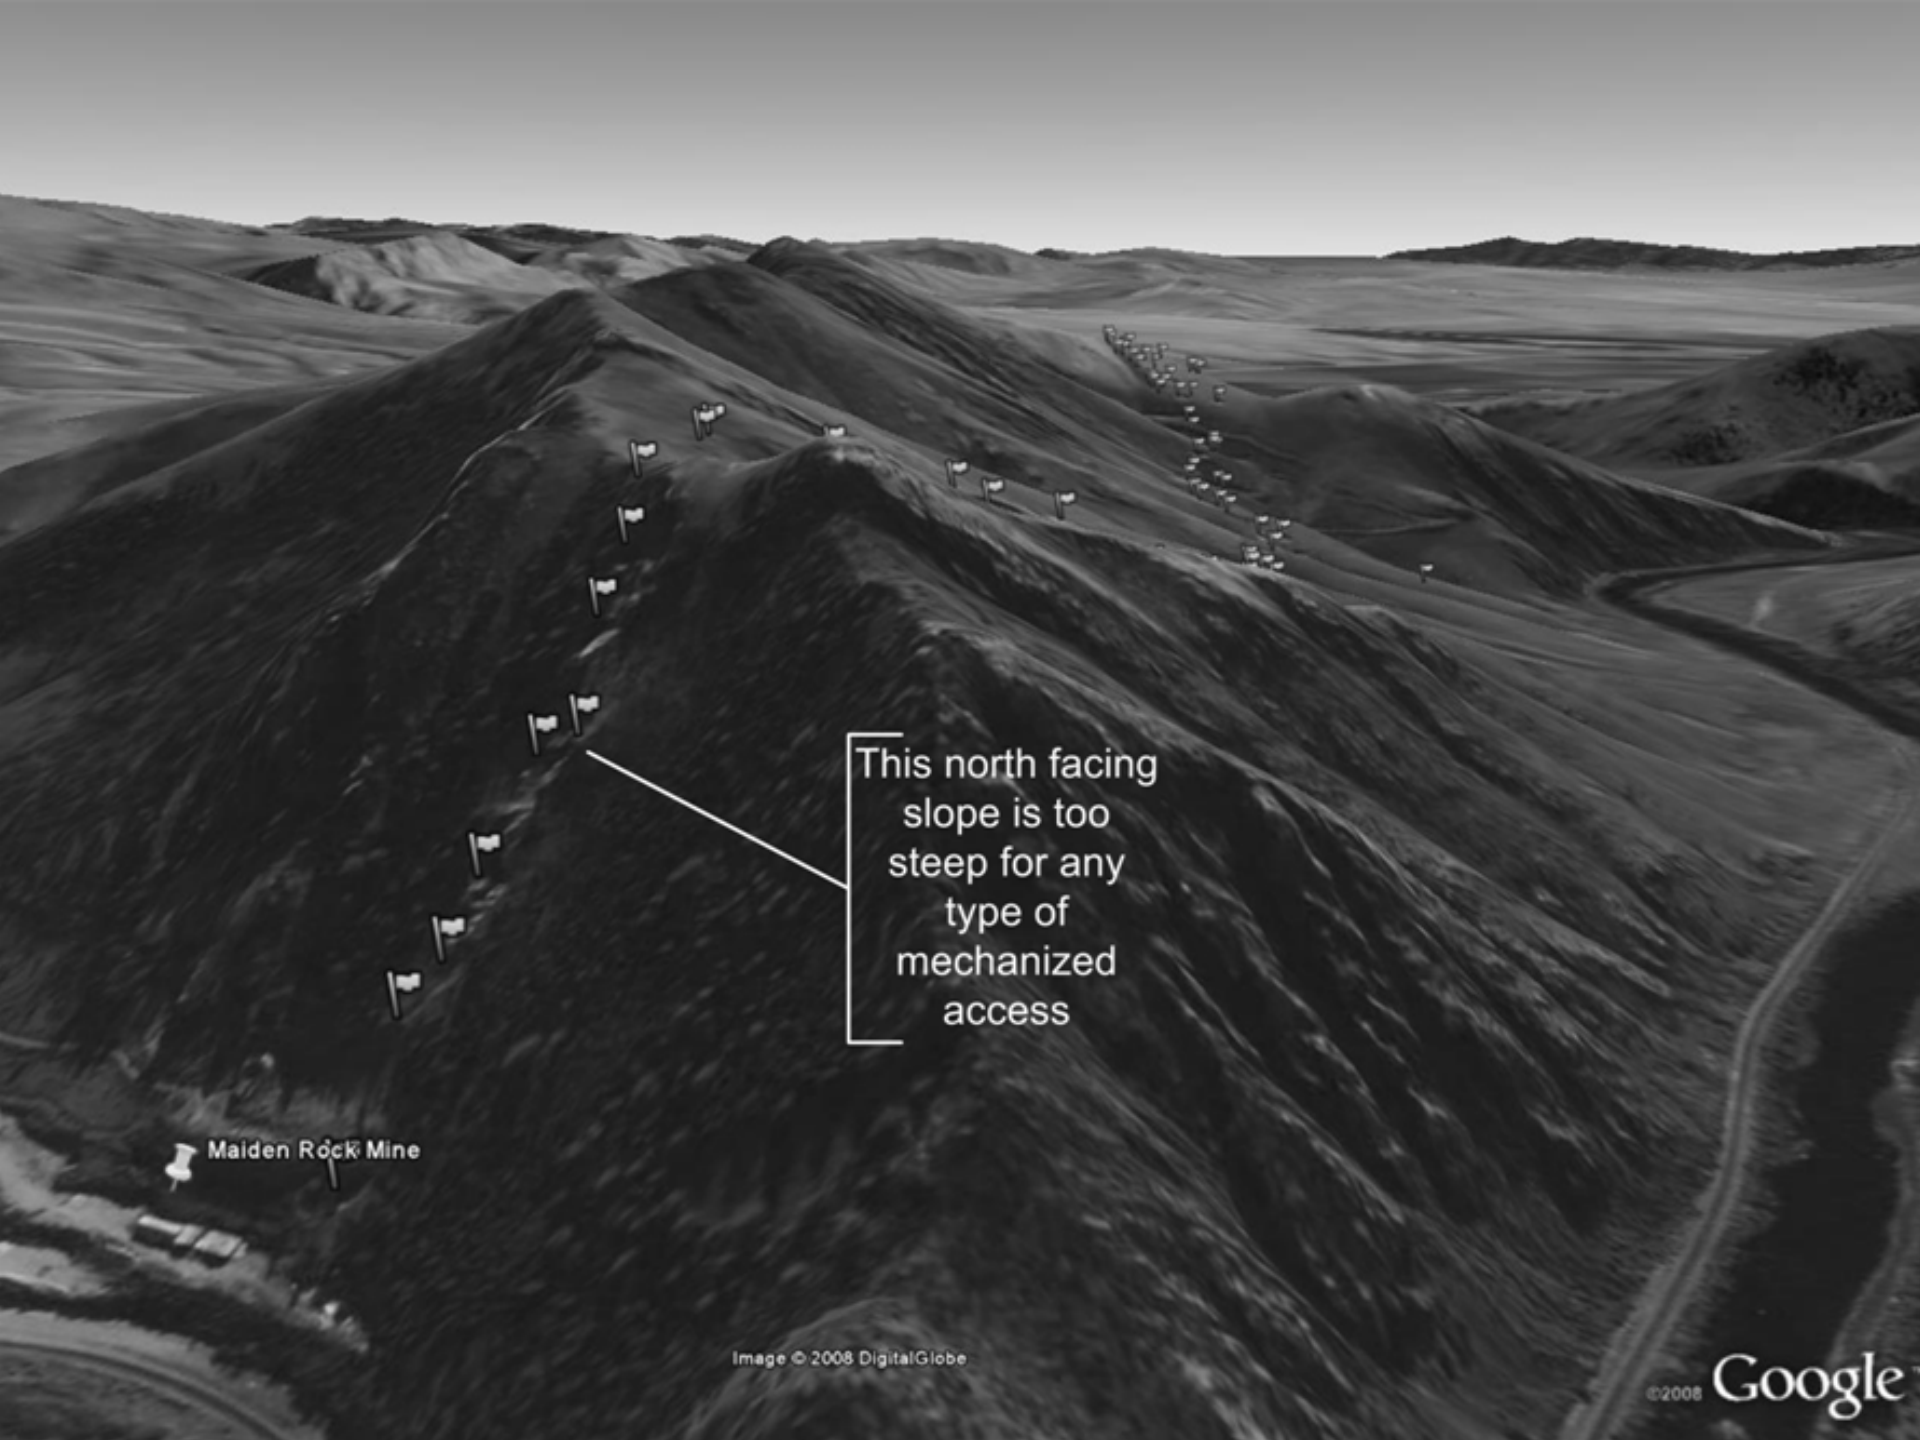 This north facing
slope is too
steep for any
type of
mechanized
access
Maiden Rock Mine
Image © 2008 DigitalGlobe
©2008 Google